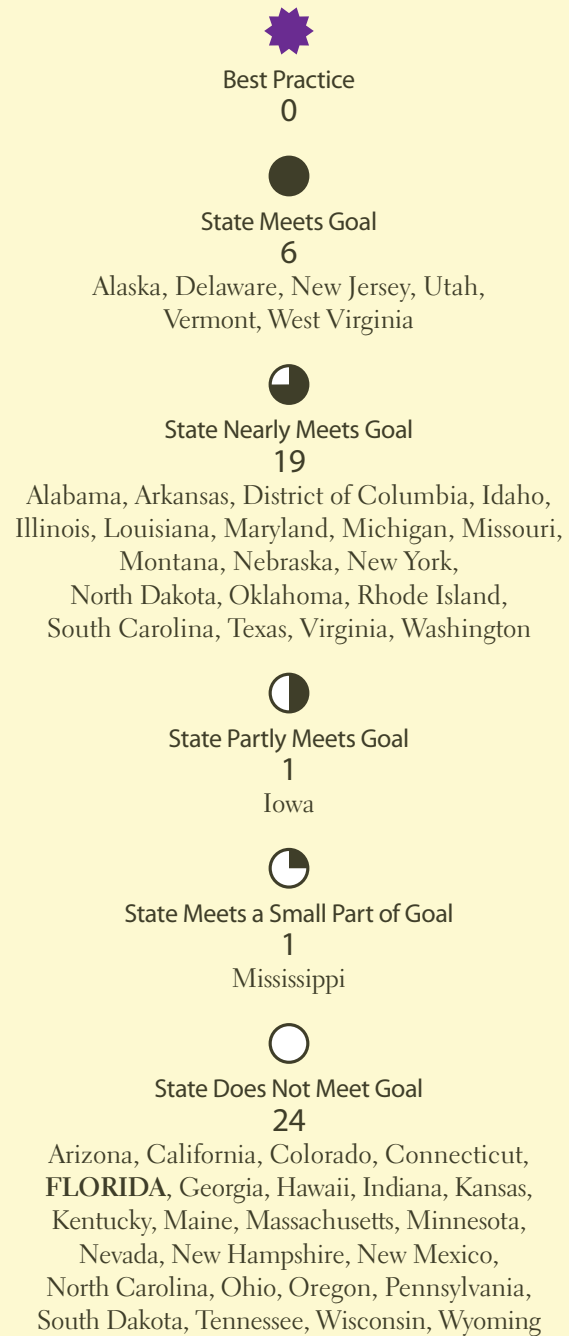 Best Practice
0
State Meets Goal
6
Alaska, Delaware, New Jersey, Utah,
Vermont, West Virginia
State Nearly Meets Goal
19
Alabama, Arkansas, District of Columbia, Idaho,
Illinois, Louisiana, Maryland, Michigan, Missouri,
Montana, Nebraska, New York,
North Dakota, Oklahoma, Rhode Island,
South Carolina, Texas, Virginia, Washington
State Partly Meets Goal
1
Iowa
State Meets a Small Part of Goal
1
Mississippi
State Does Not Meet Goal
24
Arizona, California, Colorado, Connecticut,
FLORIDA, Georgia, Hawaii, Indiana, Kansas,
Kentucky, Maine, Massachusetts, Minnesota,
Nevada, New Hampshire, New Mexico,
North Carolina, Ohio, Oregon, Pennsylvania,
South Dakota, Tennessee, Wisconsin, Wyoming